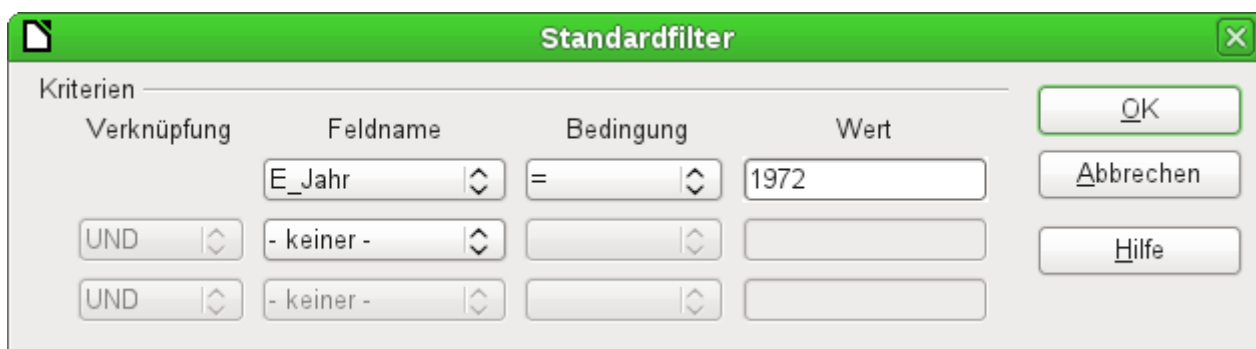 Standardfilter
Kriterien
Verknüpfung Feldname Bedingung Wert
E_Jahr = 1972
UND - keiner -
UND - keiner -
OK
Abbrechen
Hilfe